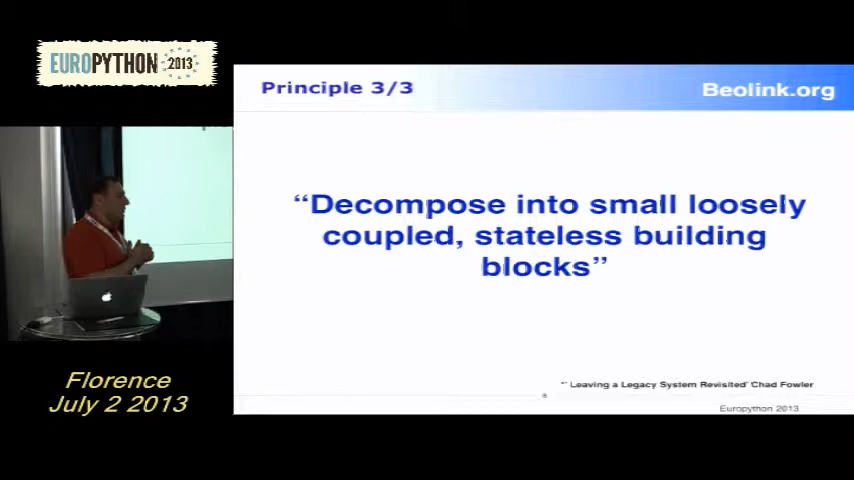 EUROPYTHON 2013
Principle 3/3
Beolink.org
“Decompose into small loosely
coupled, stateless building
blocks”
"' Leaving a Legacy System Revisited' Chad Fowler
8
Europython 2013
Florence
July 2 2013